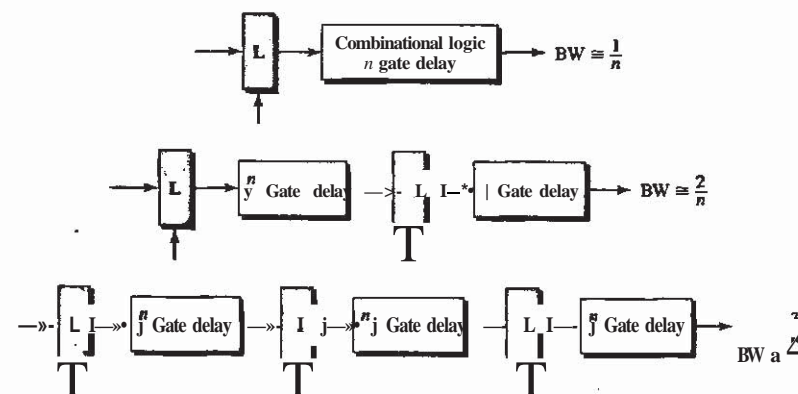 L
Combinational logic
n gate delay
BW ≅ 1/n
L
n
y Gate delay
L I
| Gate delay
BW ≅ 2/n
L I
n
j Gate delay
I j
n
j Gate delay
L I
n
j Gate delay
BW a